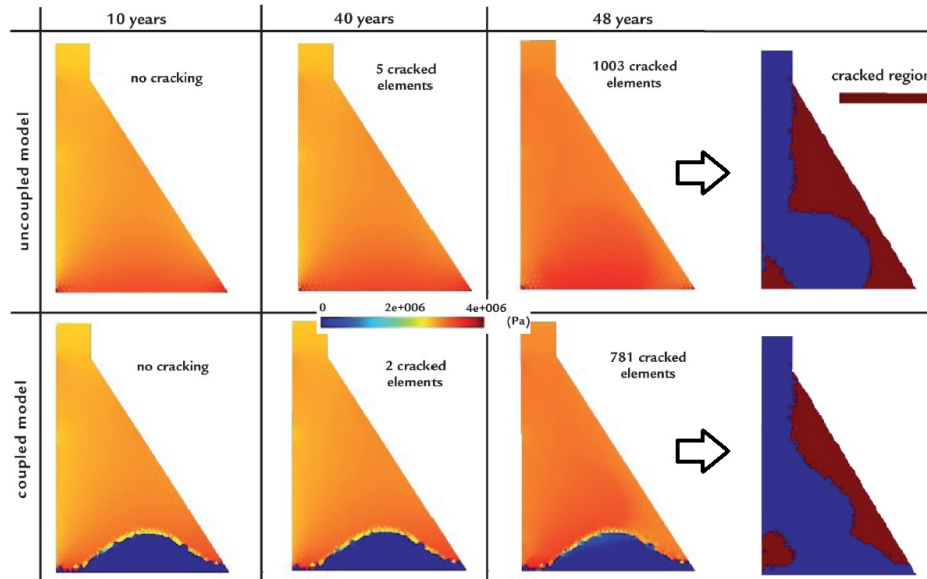 10 years
40 years
48 years
uncoupled model
no cracking
5 cracked
elements
1003 cracked
elements
cracked region
0
2e+006
4e+006
(Pa)
coupled model
no cracking
2 cracked
elements
781 cracked
elements